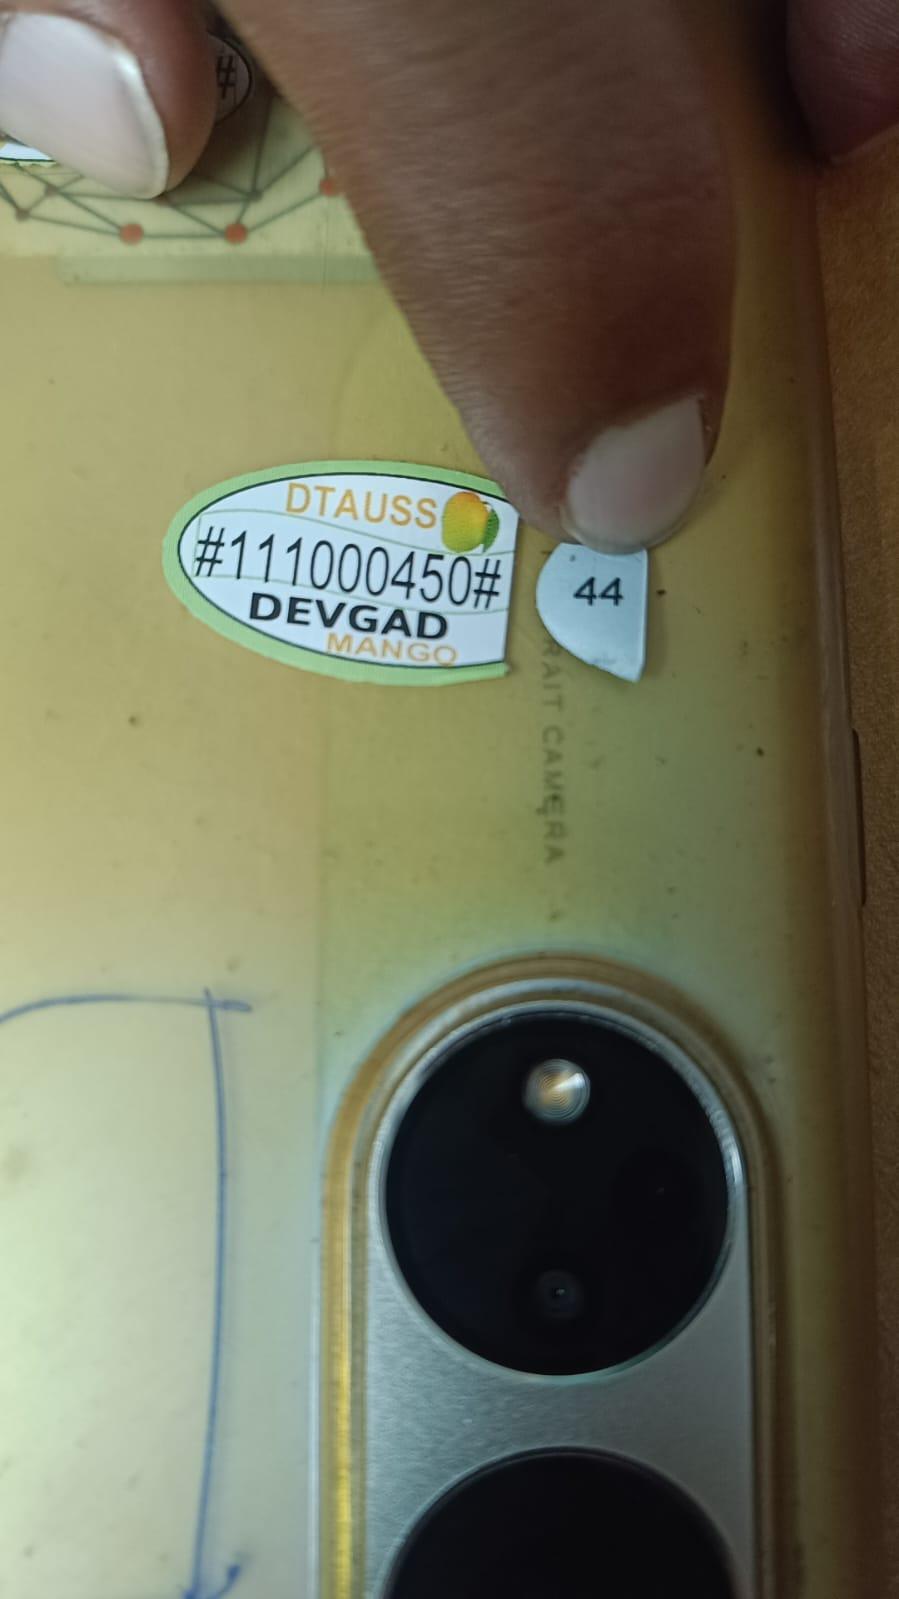 #
DTAUSS
#111000450#
DEVGAD
MANGO
44
RAIT CAMERA